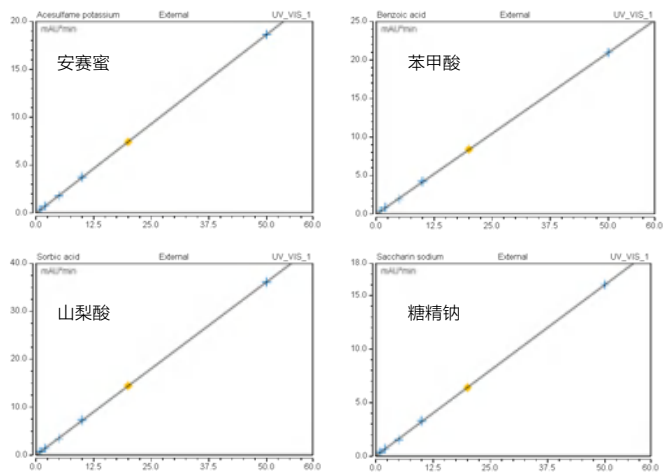 Acesulfame potassium External UV_VIS_1
mAU*min
安赛蜜
20.0
15.0
10.0
5.0
0.0
0.0 12.5 25.0 37.5 50.0 60.0
Benzoic acid External UV_VIS_1
mAU*min
苯甲酸
25.0
20.0
15.0
10.0
5.0
0.0
0.0 12.5 25.0 37.5 50.0 60.0
Sorbic acid External UV_VIS_1
mAU*min
山梨酸
40.0
30.0
20.0
10.0
0.0
0.0 12.5 25.0 37.5 50.0 60.0
Saccharin sodium External UV_VIS_1
mAU*min
糖精钠
18.0
15.0
10.0
5.0
0.0
0.0 12.5 25.0 37.5 50.0 60.0